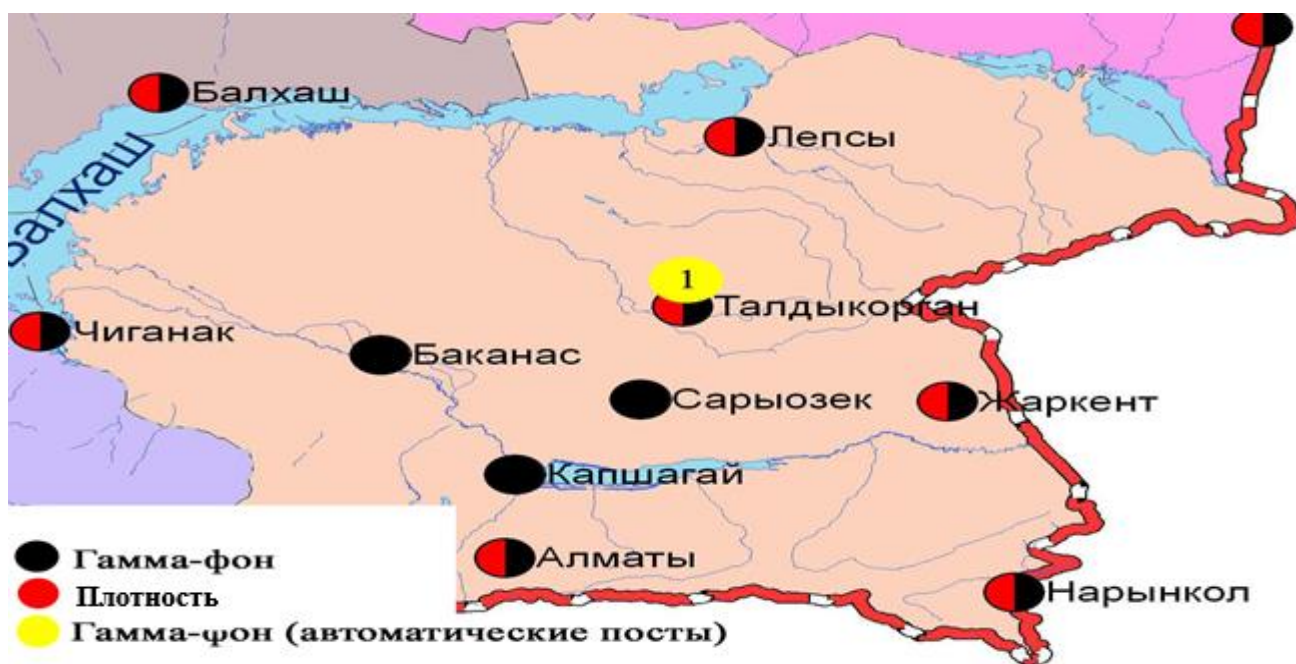 Балхаш
Лепсы
Балхаш
1
Талдыкорган
Чиганак
Баканас
Сарыозек
Жаркент
Капшагай
Алматы
Нарынкол
Гамма-фон
Плотность
Гамма-фон (автоматические посты)